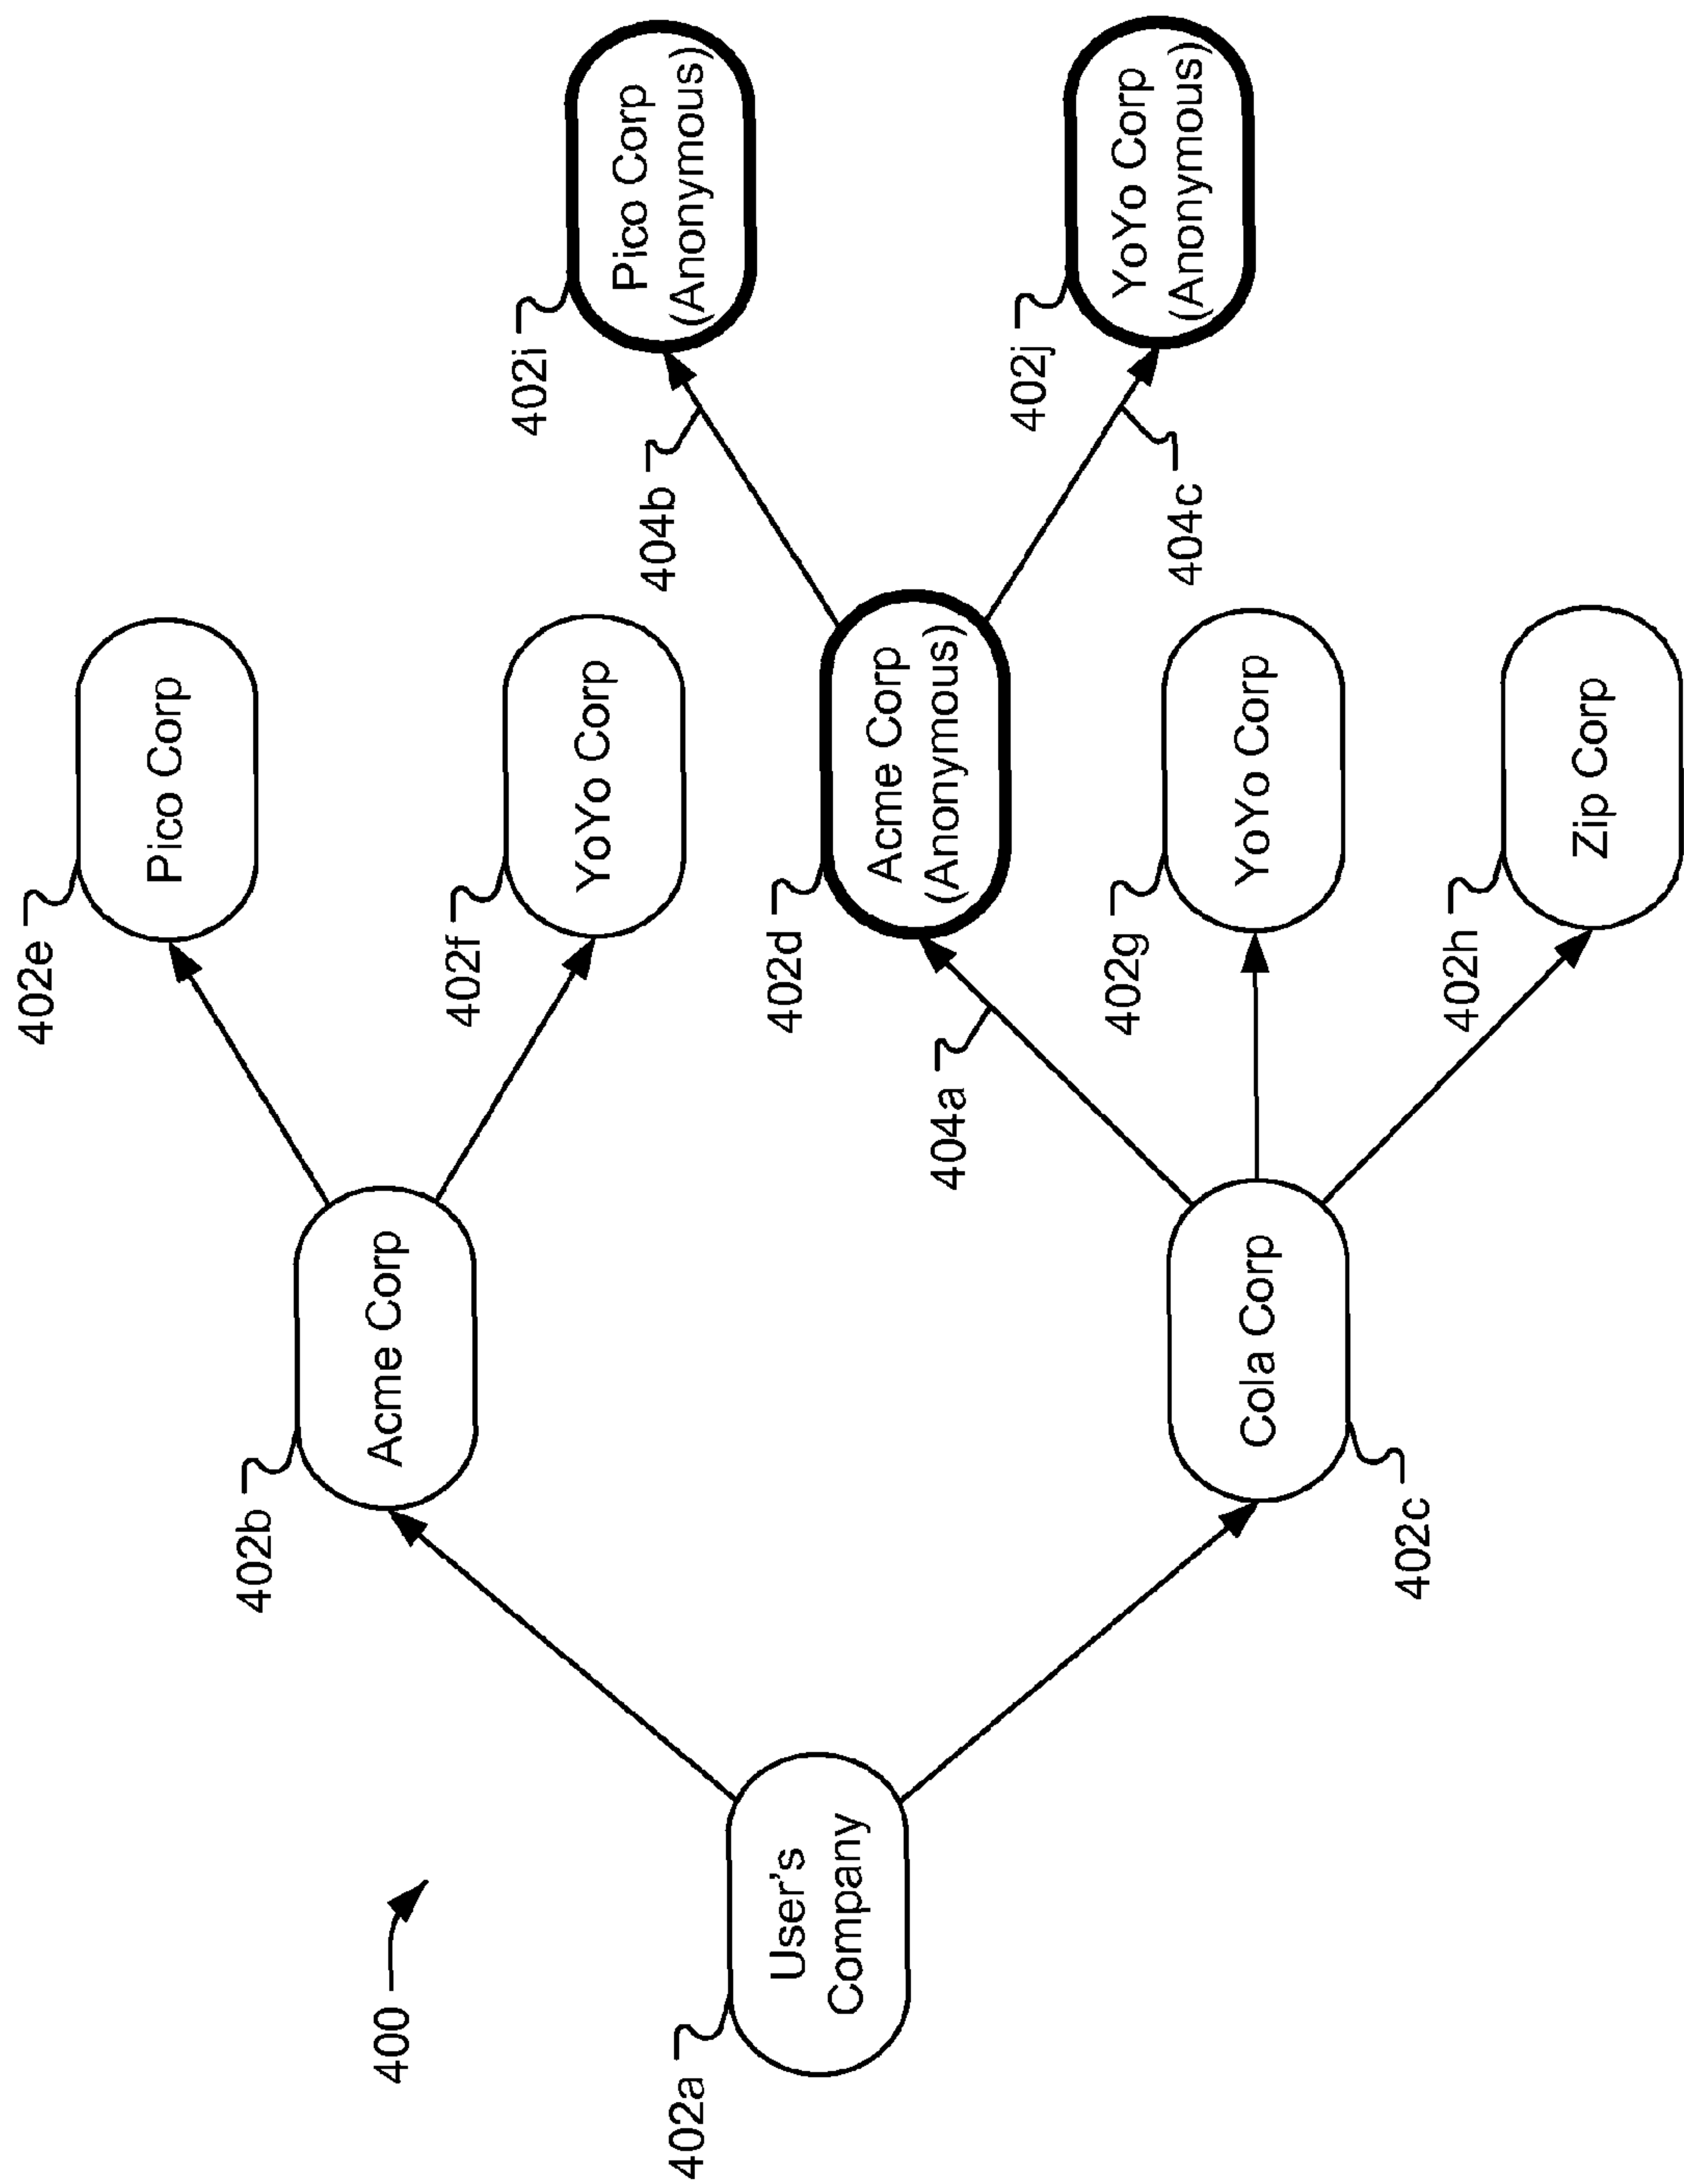 400
402a
User's
Company
402b
Acme Corp
402c
Cola Corp
402e
Pico Corp
402f
YoYo Corp
404a
402d
Acme Corp
(Anonymous)
402g
YoYo Corp
402h
Zip Corp
404b
402i
Pico Corp
(Anonymous)
404c
402j
YoYo Corp
(Anonymous)